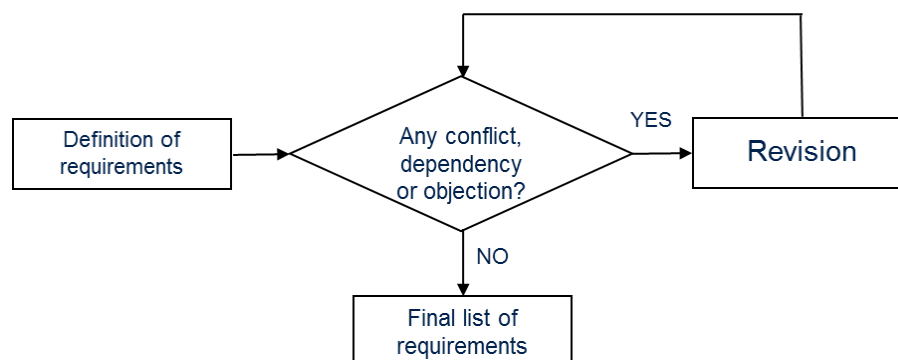 Definition of
requirements
Any conflict,
dependency
or objection?
YES
Revision
NO
Final list of
requirements